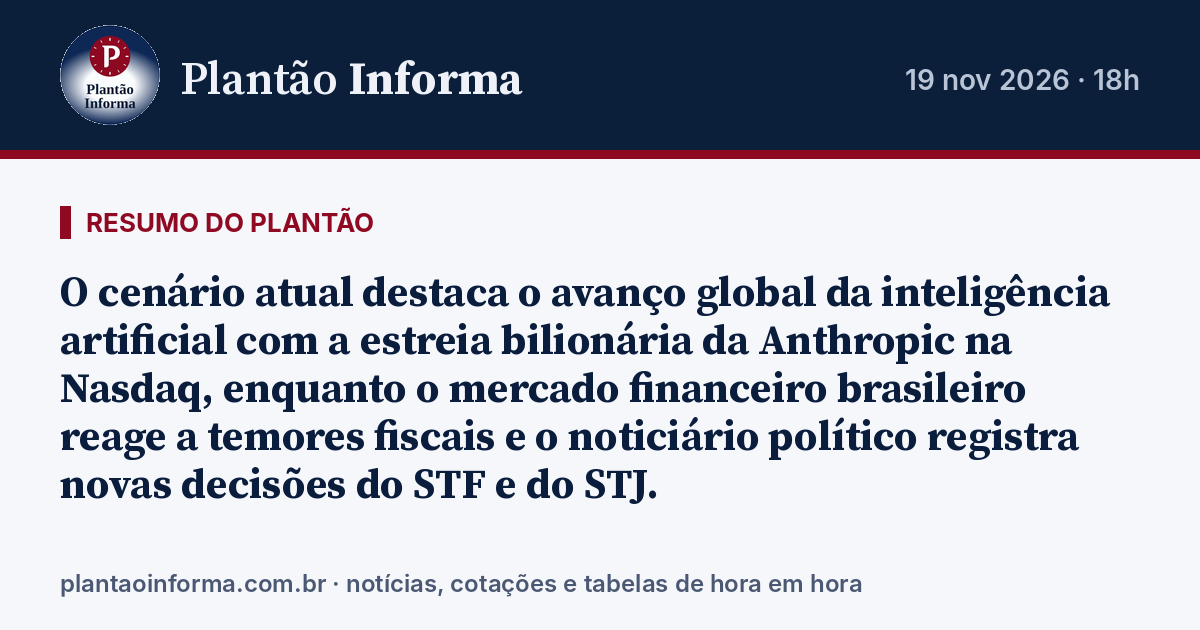 P
Plantão
Informa
Plantão Informa
19 nov 2026 · 18h
RESUMO DO PLANTÃO
O cenário atual destaca o avanço global da inteligência
artificial com a estreia bilionária da Anthropic na
Nasdaq, enquanto o mercado financeiro brasileiro
reage a temores fiscais e o noticiário político registra
novas decisões do STF e do STJ.
plantaoinforma.com.br · notícias, cotações e tabelas de hora em hora